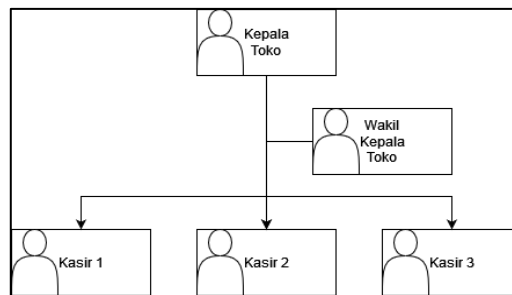 Kepala
Toko
Wakil
Kepala
Toko
Kasir 1
Kasir 2
Kasir 3